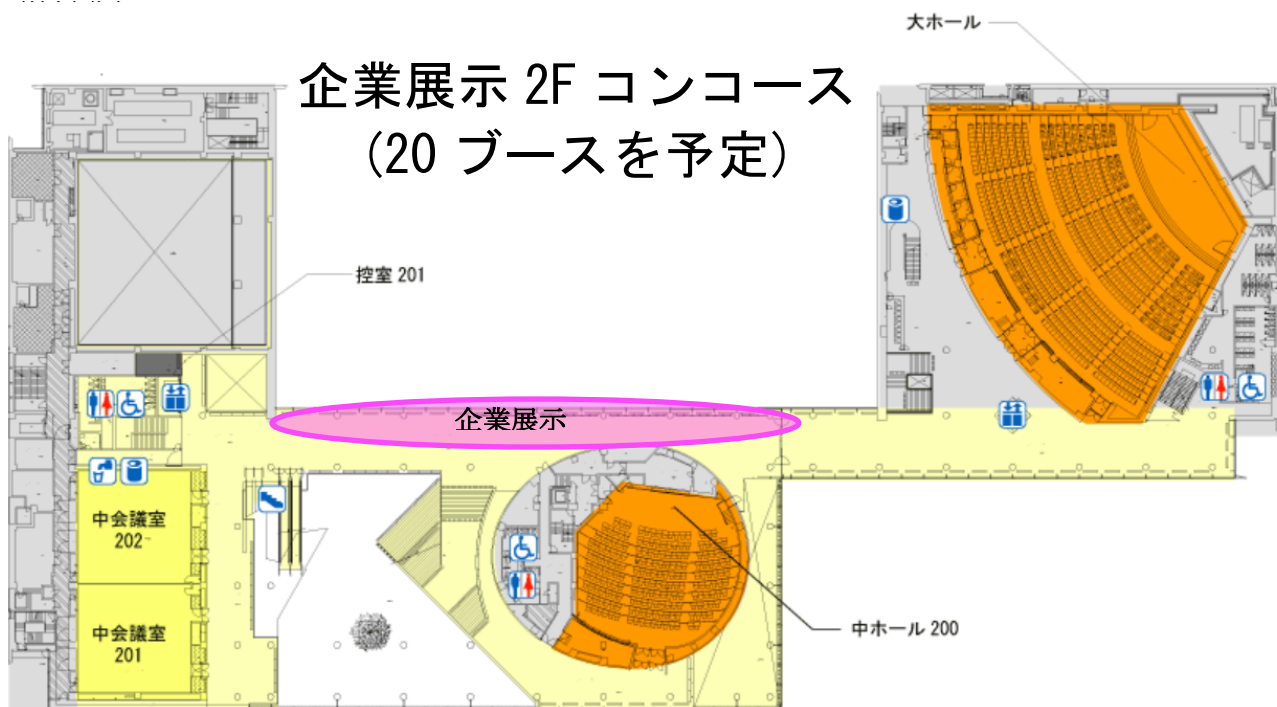 大ホール
企業展示 2F コンコース
(20 ブースを予定)
控室 201
企業展示
中会議室
202
中会議室
201
中ホール 200